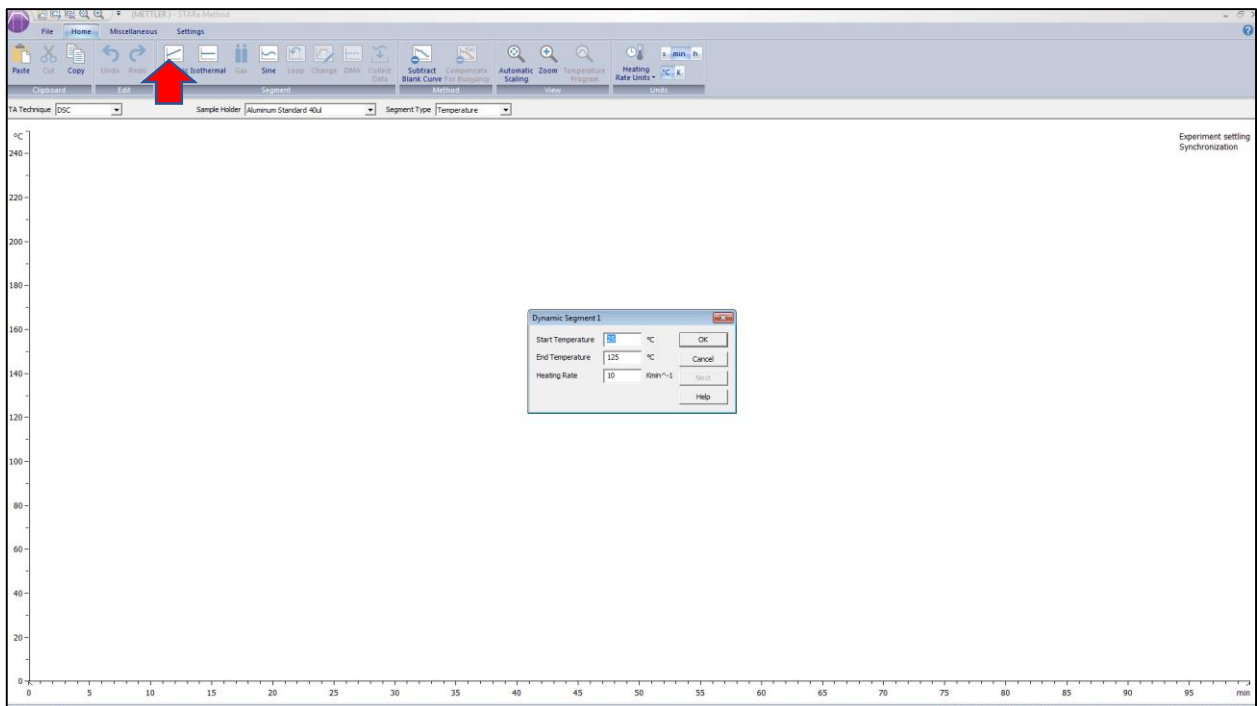 (METTLER) - STARe Method
File Home Miscellaneous Settings
Paste Cut Copy Undo Redo Isothermal Gas Sine Loop Change DMA Collect Data Subtract Blank Curve Compensate For Buoyancy Automatic Scaling Zoom Temperature Program Heating Rate Units s min h °C K
Clipboard Edit Segment Method View Units
TA Technique DSC Sample Holder Aluminum Standard 40ul Segment Type Temperature
Experiment settling
Synchronization
°C
240
220
200
180
160
140
120
100
80
60
40
20
0
Dynamic Segment 1
Start Temperature 25 °C OK
End Temperature 125 °C Cancel
Heating Rate 10 Kmin^-1 Next
Help
0 5 10 15 20 25 30 35 40 45 50 55 60 65 70 75 80 85 90 95 min